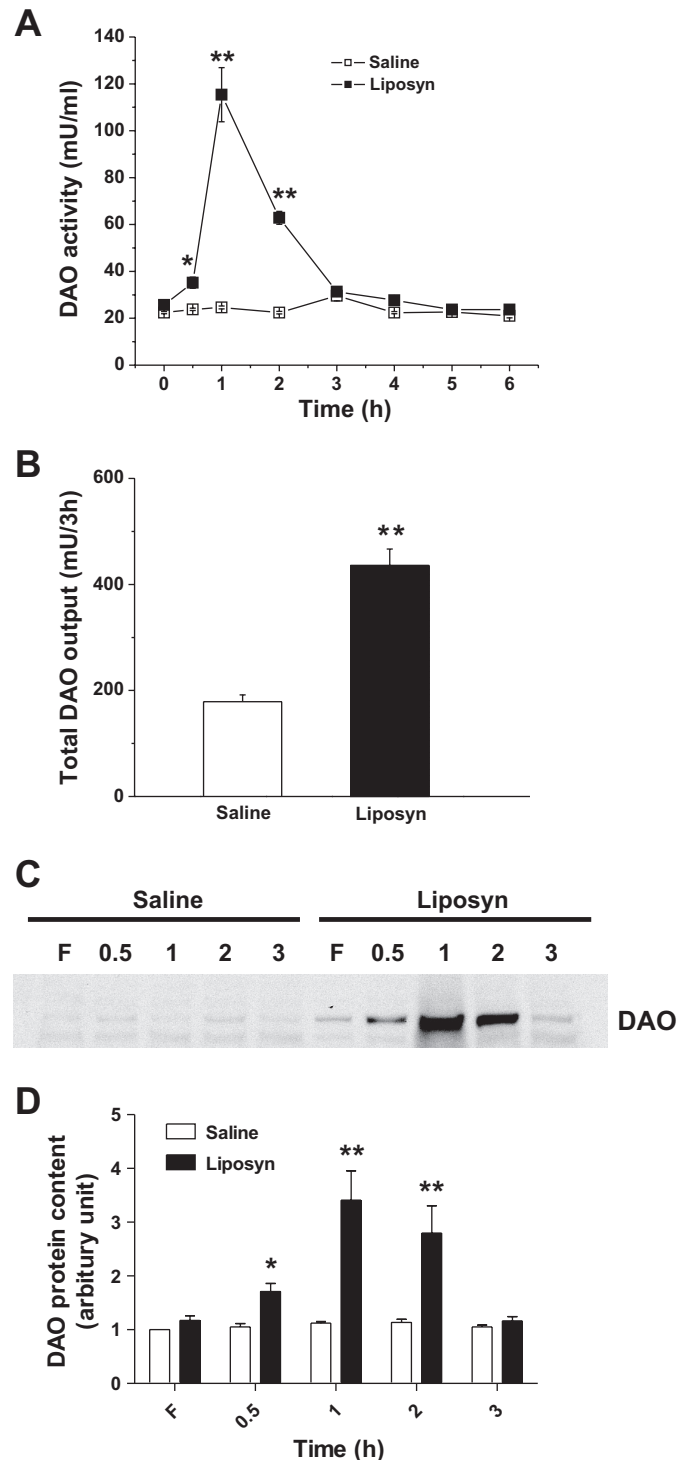 A
140
120
100
80
60
40
20
0
DAO activity (mU/ml)
Saline
Liposyn
**
**
*
0 1 2 3 4 5 6
Time (h)
B
600
400
200
0
Total DAO output (mU/3h)
**
Saline Liposyn
C
Saline Liposyn
F 0.5 1 2 3 F 0.5 1 2 3
DAO
D
5
4
3
2
1
0
DAO protein content
(arbitury unit)
Saline
Liposyn
*
**
**
F 0.5 1 2 3
Time (h)